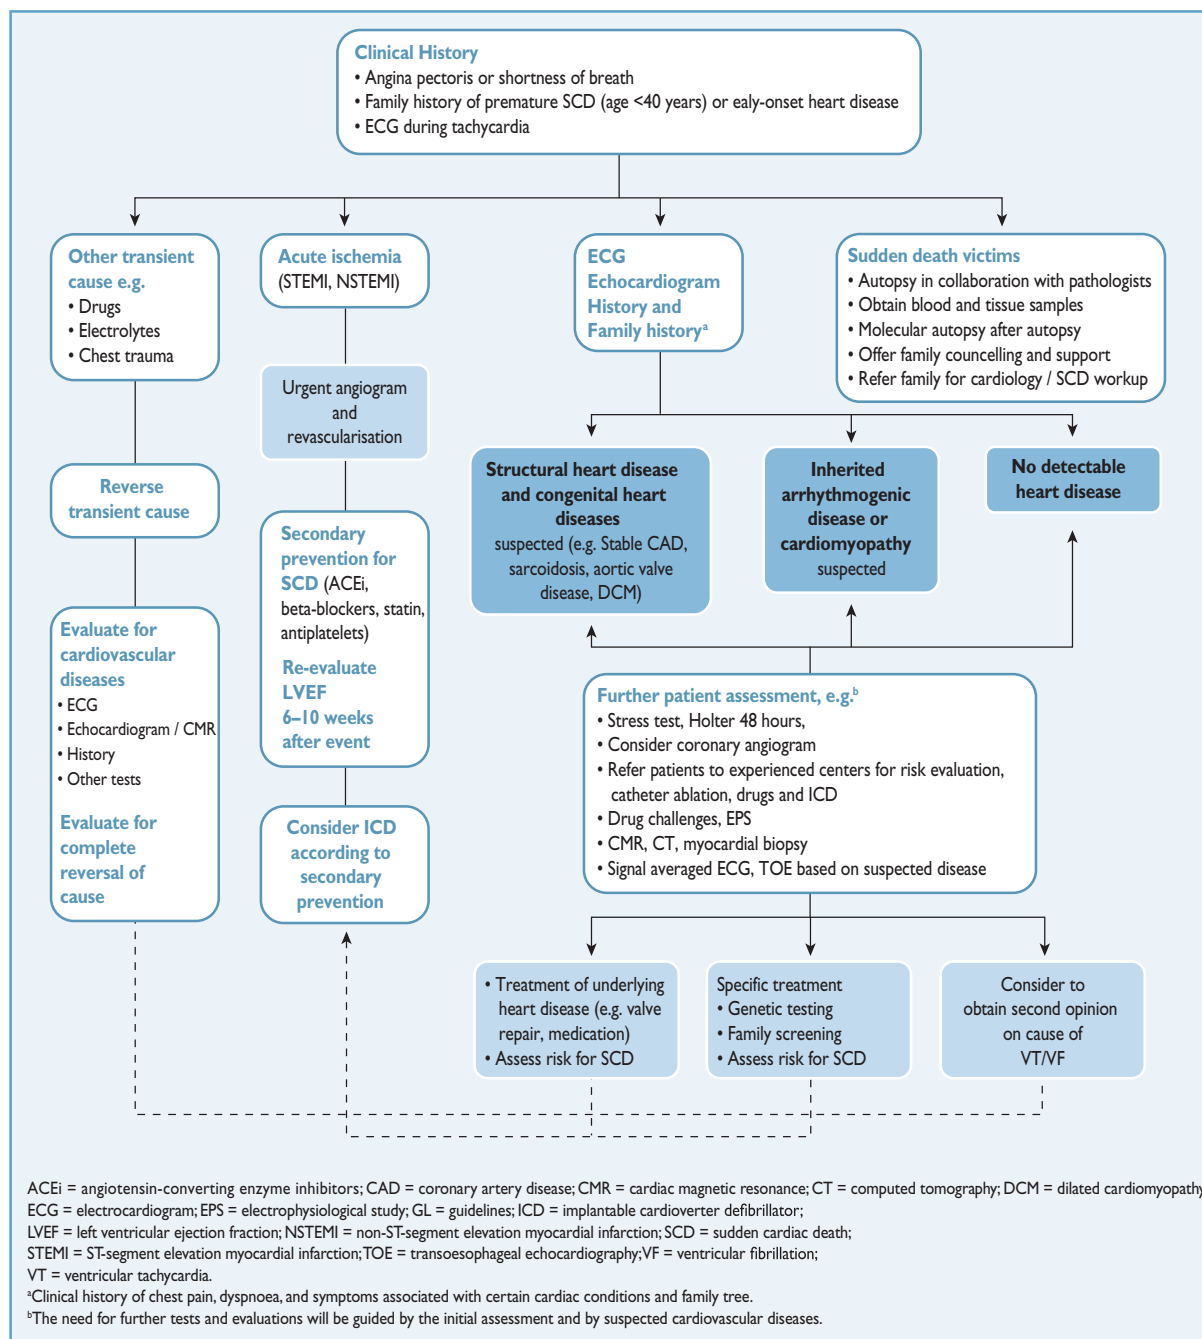 Clinical History
• Angina pectoris or shortness of breath
• Family history of premature SCD (age <40 years) or ealy-onset heart disease
• ECG during tachycardia
Other transient
cause e.g.
• Drugs
• Electrolytes
• Chest trauma
Acute ischemia
(STEMI, NSTEMI)
ECG
Echocardiogram
History and
Family historyᵃ
Sudden death victims
• Autopsy in collaboration with pathologists
• Obtain blood and tissue samples
• Molecular autopsy after autopsy
• Offer family councelling and support
• Refer family for cardiology / SCD workup
Urgent angiogram
and
revascularisation
Reverse
transient cause
Structural heart disease
and congenital heart
diseases
suspected (e.g. Stable CAD,
sarcoidosis, aortic valve
disease, DCM)
Inherited
arrhythmogenic
disease or
cardiomyopathy
suspected
No detectable
heart disease
Secondary
prevention for
SCD (ACEi,
beta-blockers, statin,
antiplatelets)
Re-evaluate
LVEF
6–10 weeks
after event
Evaluate for
cardiovascular
diseases
• ECG
• Echocardiogram / CMR
• History
• Other tests
Evaluate for
complete
reversal of
cause
Consider ICD
according to
secondary
prevention
Further patient assessment, e.g.ᵇ
• Stress test, Holter 48 hours,
• Consider coronary angiogram
• Refer patients to experienced centers for risk evaluation,
catheter ablation, drugs and ICD
• Drug challenges, EPS
• CMR, CT, myocardial biopsy
• Signal averaged ECG, TOE based on suspected disease
• Treatment of underlying
heart disease (e.g. valve
repair, medication)
• Assess risk for SCD
Specific treatment
• Genetic testing
• Family screening
• Assess risk for SCD
Consider to
obtain second opinion
on cause of
VT/VF
ACEi = angiotensin-converting enzyme inhibitors; CAD = coronary artery disease; CMR = cardiac magnetic resonance; CT = computed tomography; DCM = dilated cardiomyopathy
ECG = electrocardiogram; EPS = electrophysiological study; GL = guidelines; ICD = implantable cardioverter defibrillator;
LVEF = left ventricular ejection fraction; NSTEMI = non-ST-segment elevation myocardial infarction; SCD = sudden cardiac death;
STEMI = ST-segment elevation myocardial infarction; TOE = transoesophageal echocardiography; VF = ventricular fibrillation;
VT = ventricular tachycardia.
ᵃClinical history of chest pain, dyspnoea, and symptoms associated with certain cardiac conditions and family tree.
ᵇThe need for further tests and evaluations will be guided by the initial assessment and by suspected cardiovascular diseases.